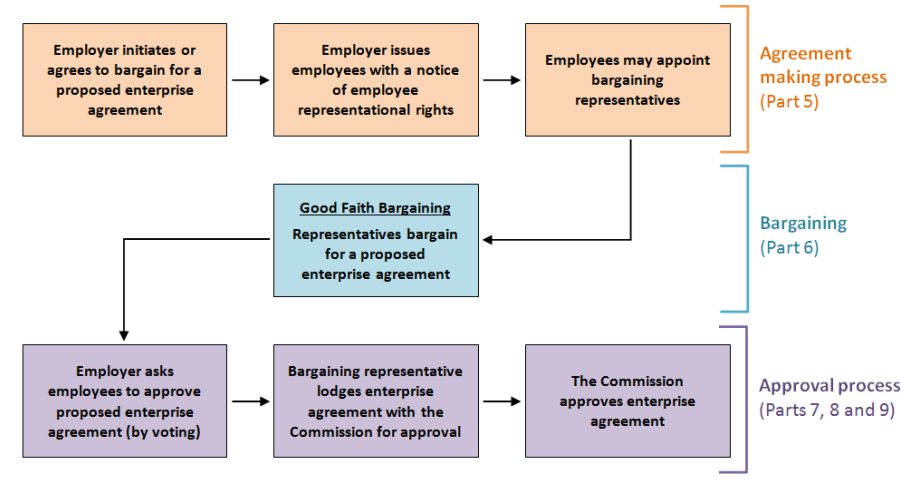 Employer initiates or
agrees to bargain for a
proposed enterprise
agreement
Employer issues
employees with a notice
of employee
representational rights
Employees may appoint
bargaining
representatives
Agreement
making process
(Part 5)
Good Faith Bargaining
Representatives bargain
for a proposed
enterprise agreement
Bargaining
(Part 6)
Employer asks
employees to approve
proposed enterprise
agreement (by voting)
Bargaining representative
lodges enterprise
agreement with the
Commission for approval
The Commission
approves enterprise
agreement
Approval process
(Parts 7, 8 and 9)